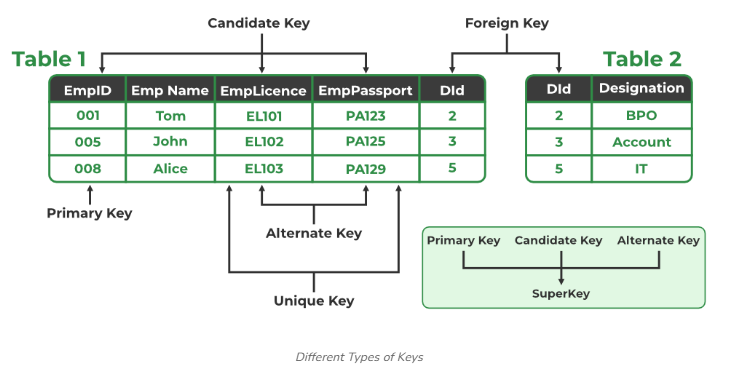 Candidate Key
Foreign Key
Table 1
Table 2
EmpID Emp Name EmpLicence EmpPassport DId
001 Tom EL101 PA123 2
005 John EL102 PA125 3
008 Alice EL103 PA129 5
DId Designation
2 BPO
3 Account
5 IT
Primary Key
Alternate Key
Unique Key
Primary Key Candidate Key Alternate Key
SuperKey
Different Types of Keys